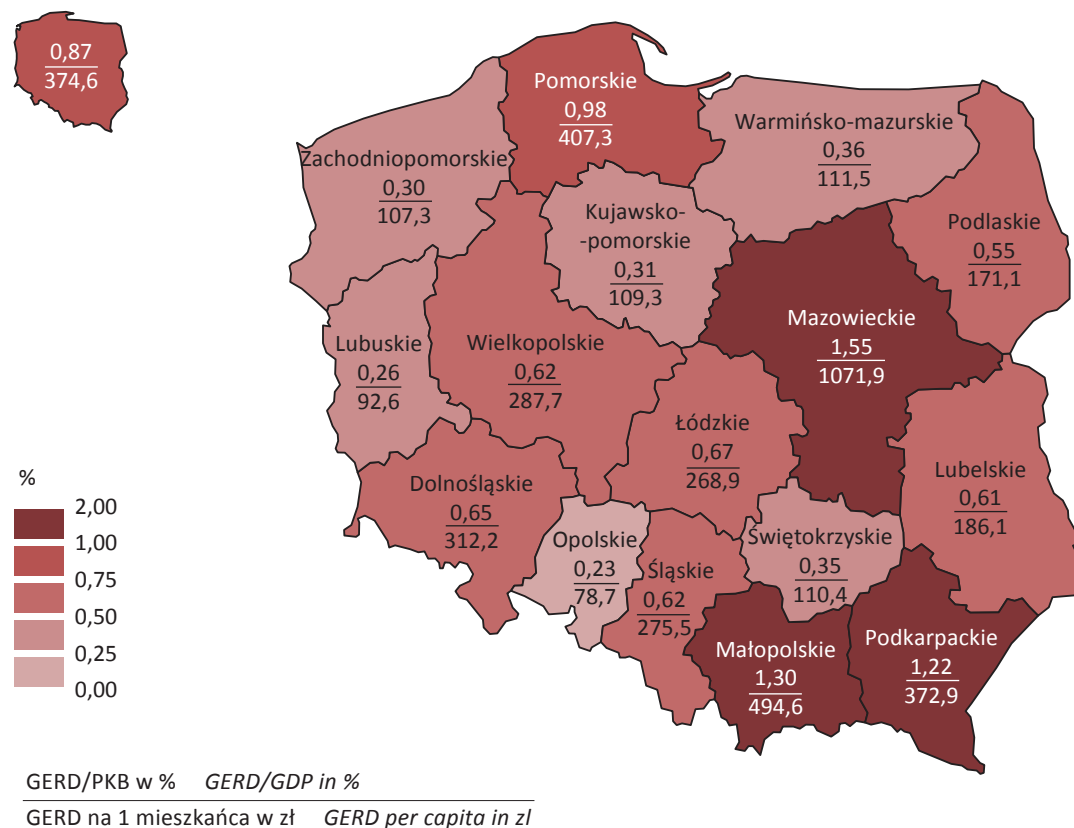 0,87
374,6
Pomorskie
0,98
407,3
Warmińsko-mazurskie
0,36
111,5
Zachodniopomorskie
0,30
107,3
Kujawsko-
-pomorskie
0,31
109,3
Podlaskie
0,55
171,1
Mazowieckie
1,55
1071,9
Lubuskie
0,26
92,6
Wielkopolskie
0,62
287,7
Łódzkie
0,67
268,9
Lubelskie
0,61
186,1
Dolnośląskie
0,65
312,2
Opolskie
0,23
78,7
Śląskie
0,62
275,5
Świętokrzyskie
0,35
110,4
Małopolskie
1,30
494,6
Podkarpackie
1,22
372,9
%
2,00
1,00
0,75
0,50
0,25
0,00
GERD/PKB w % GERD/GDP in %
GERD na 1 mieszkańca w zł GERD per capita in zl